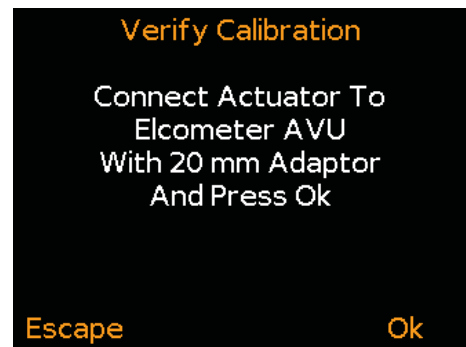 Verify Calibration
Connect Actuator To
Elcometer AVU
With 20 mm Adaptor
And Press Ok
Escape Ok